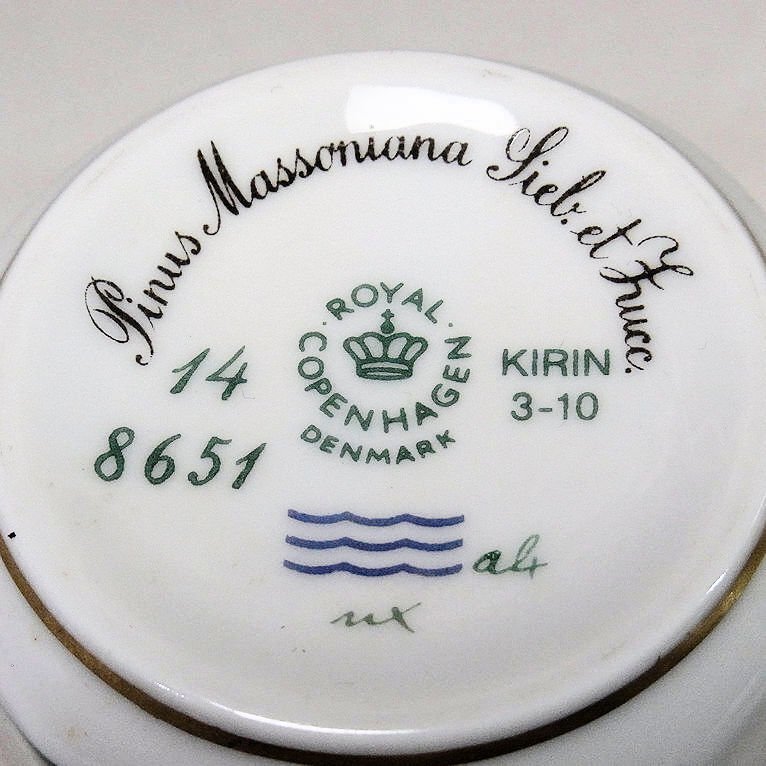 Pinus Massoniana Sieb. et Zucc.
14
8651
ROYAL
COPENHAGEN
DENMARK
KIRIN
3-10